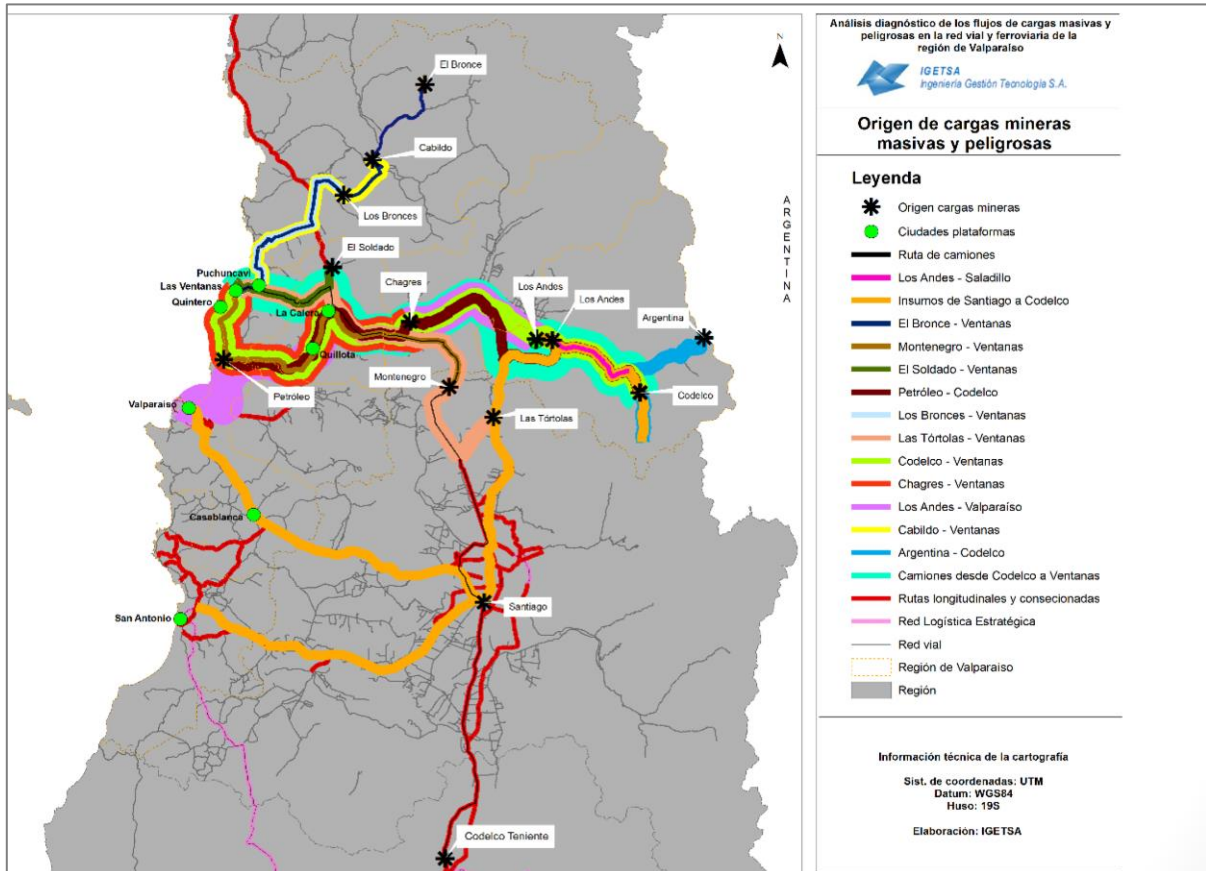 El Bronce
N
Cabildo
Los Bronces
ARGENTINA
El Soldado
Puchuncaví
Las Ventanas
Chagres
Los Andes
Los Andes
Quintero
Argentina
La Calera
Quillota
Montenegro
Petróleo
Codelco
Valparaíso
Las Tórtolas
Casablanca
Santiago
San Antonio
Codelco Teniente
Análisis diagnóstico de los flujos de cargas masivas y
peligrosas en la red vial y ferroviaria de la
región de Valparaíso
IGETSA
Ingeniería Gestión Tecnología S.A.
Origen de cargas mineras
masivas y peligrosas
Leyenda
Origen cargas mineras
Ciudades plataformas
Ruta de camiones
Los Andes - Saladillo
Insumos de Santiago a Codelco
El Bronce - Ventanas
Montenegro - Ventanas
El Soldado - Ventanas
Petróleo - Codelco
Los Bronces - Ventanas
Las Tórtolas - Ventanas
Codelco - Ventanas
Chagres - Ventanas
Los Andes - Valparaíso
Cabildo - Ventanas
Argentina - Codelco
Camiones desde Codelco a Ventanas
Rutas longitudinales y consecionadas
Red Logística Estratégica
Red vial
Región de Valparaiso
Región
Información técnica de la cartografía
Sist. de coordenadas: UTM
Datum: WGS84
Huso: 19S
Elaboración: IGETSA